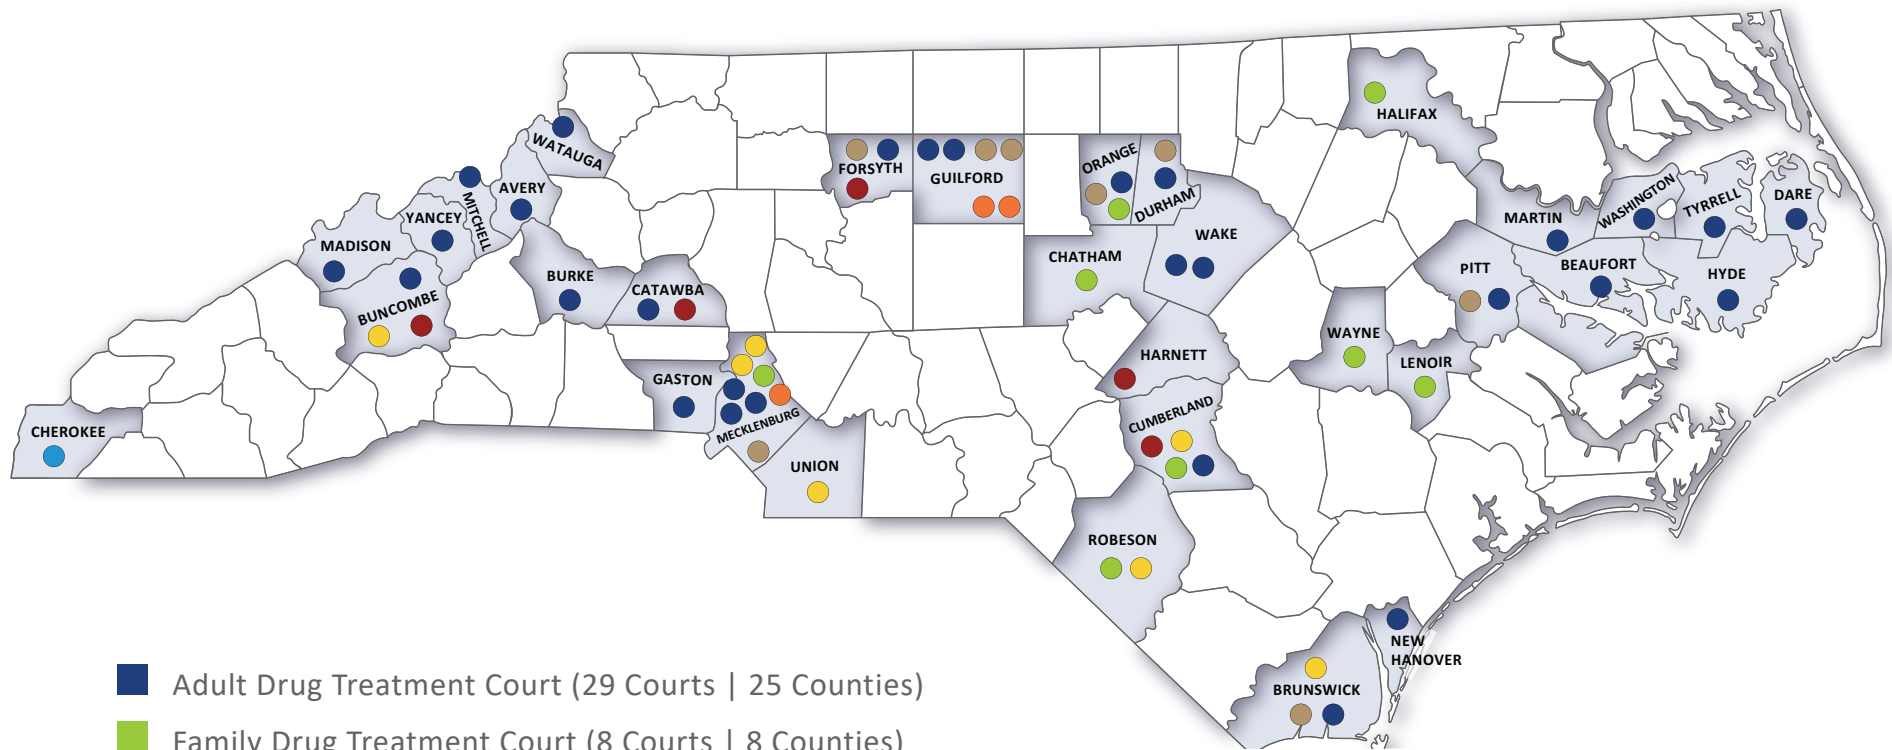 HALIFAX
WATAUGA
FORSYTH
GUILFORD
ORANGE
DURHAM
AVERY
MITCHELL
YANCEY
MADISON
WASHINGTON
TYRRELL
DARE
MARTIN
WAKE
CHATHAM
PITT
BEAUFORT
HYDE
BURKE
CATAWBA
BUNCOMBE
WAYNE
LENOIR
HARNETT
GASTON
MECKLENBURG
CUMBERLAND
CHEROKEE
UNION
ROBESON
NEW
HANOVER
BRUNSWICK
Adult Drug Treatment Court (29 Courts | 25 Counties)
Family Drug Treatment Court (8 Courts | 8 Counties)